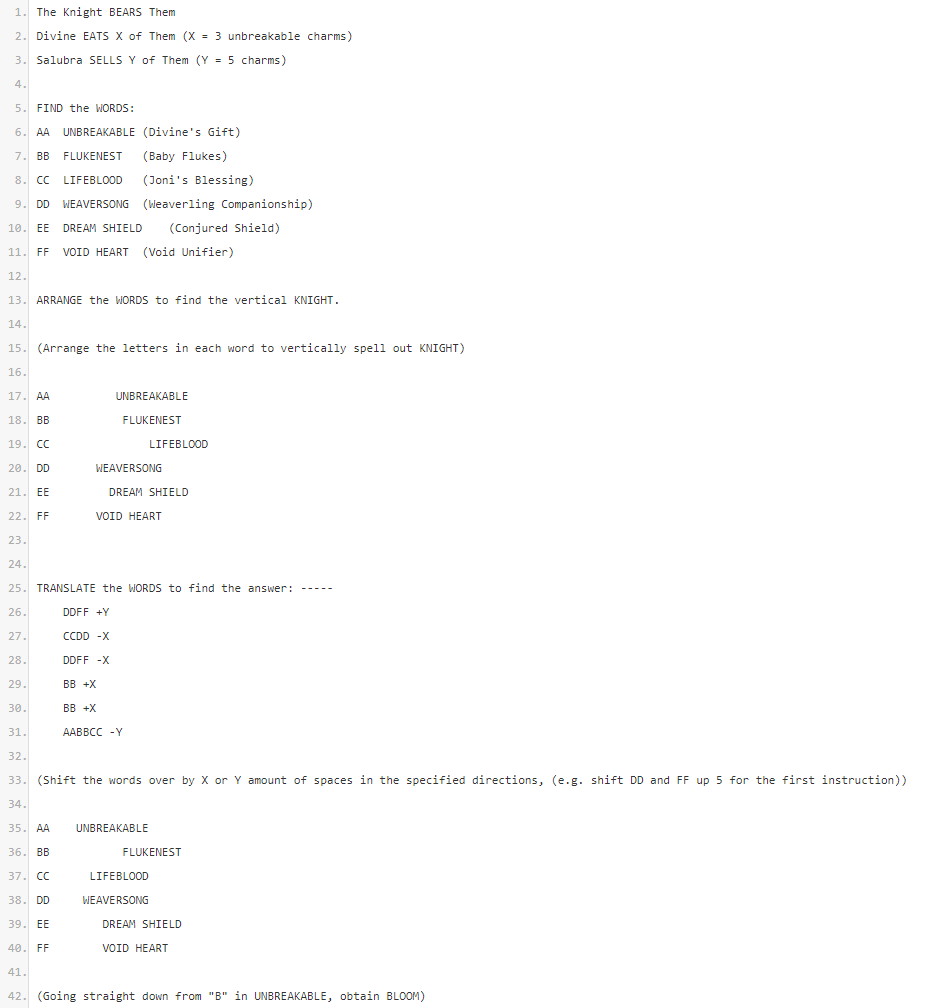 1. The Knight BEARS Them
2. Divine EATS X of Them (X = 3 unbreakable charms)
3. Salubra SELLS Y of Them (Y = 5 charms)
4.
5. FIND the WORDS:
6. AA  UNBREAKABLE (Divine's Gift)
7. BB  FLUKENEST   (Baby Flukes)
8. CC  LIFEBLOOD   (Joni's Blessing)
9. DD  WEAVERSONG  (Weaverling Companionship)
10. EE  DREAM SHIELD    (Conjured Shield)
11. FF  VOID HEART  (Void Unifier)
12.
13. ARRANGE the WORDS to find the vertical KNIGHT.
14.
15. (Arrange the letters in each word to vertically spell out KNIGHT)
16.
17. AA          UNBREAKABLE
18. BB           FLUKENEST
19. CC               LIFEBLOOD
20. DD       WEAVERSONG
21. EE         DREAM SHIELD
22. FF       VOID HEART
23.
24.
25. TRANSLATE the WORDS to find the answer: -----
26.     DDFF +Y
27.     CCDD -X
28.     DDFF -X
29.     BB +X
30.     BB +X
31.     AABBCC -Y
32.
33. (Shift the words over by X or Y amount of spaces in the specified directions, (e.g. shift DD and FF up 5 for the first instruction))
34.
35. AA    UNBREAKABLE
36. BB           FLUKENEST
37. CC      LIFEBLOOD
38. DD     WEAVERSONG
39. EE        DREAM SHIELD
40. FF        VOID HEART
41.
42. (Going straight down from "B" in UNBREAKABLE, obtain BLOOM)